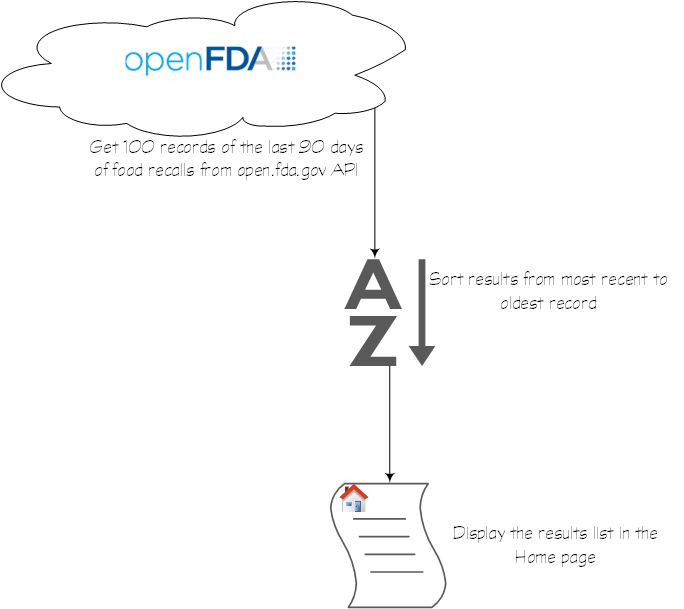 openFDA
Get 100 records of the last 90 days
of food recalls from open.fda.gov API
A
Z
Sort results from most recent to
oldest record
Display the results list in the
Home page